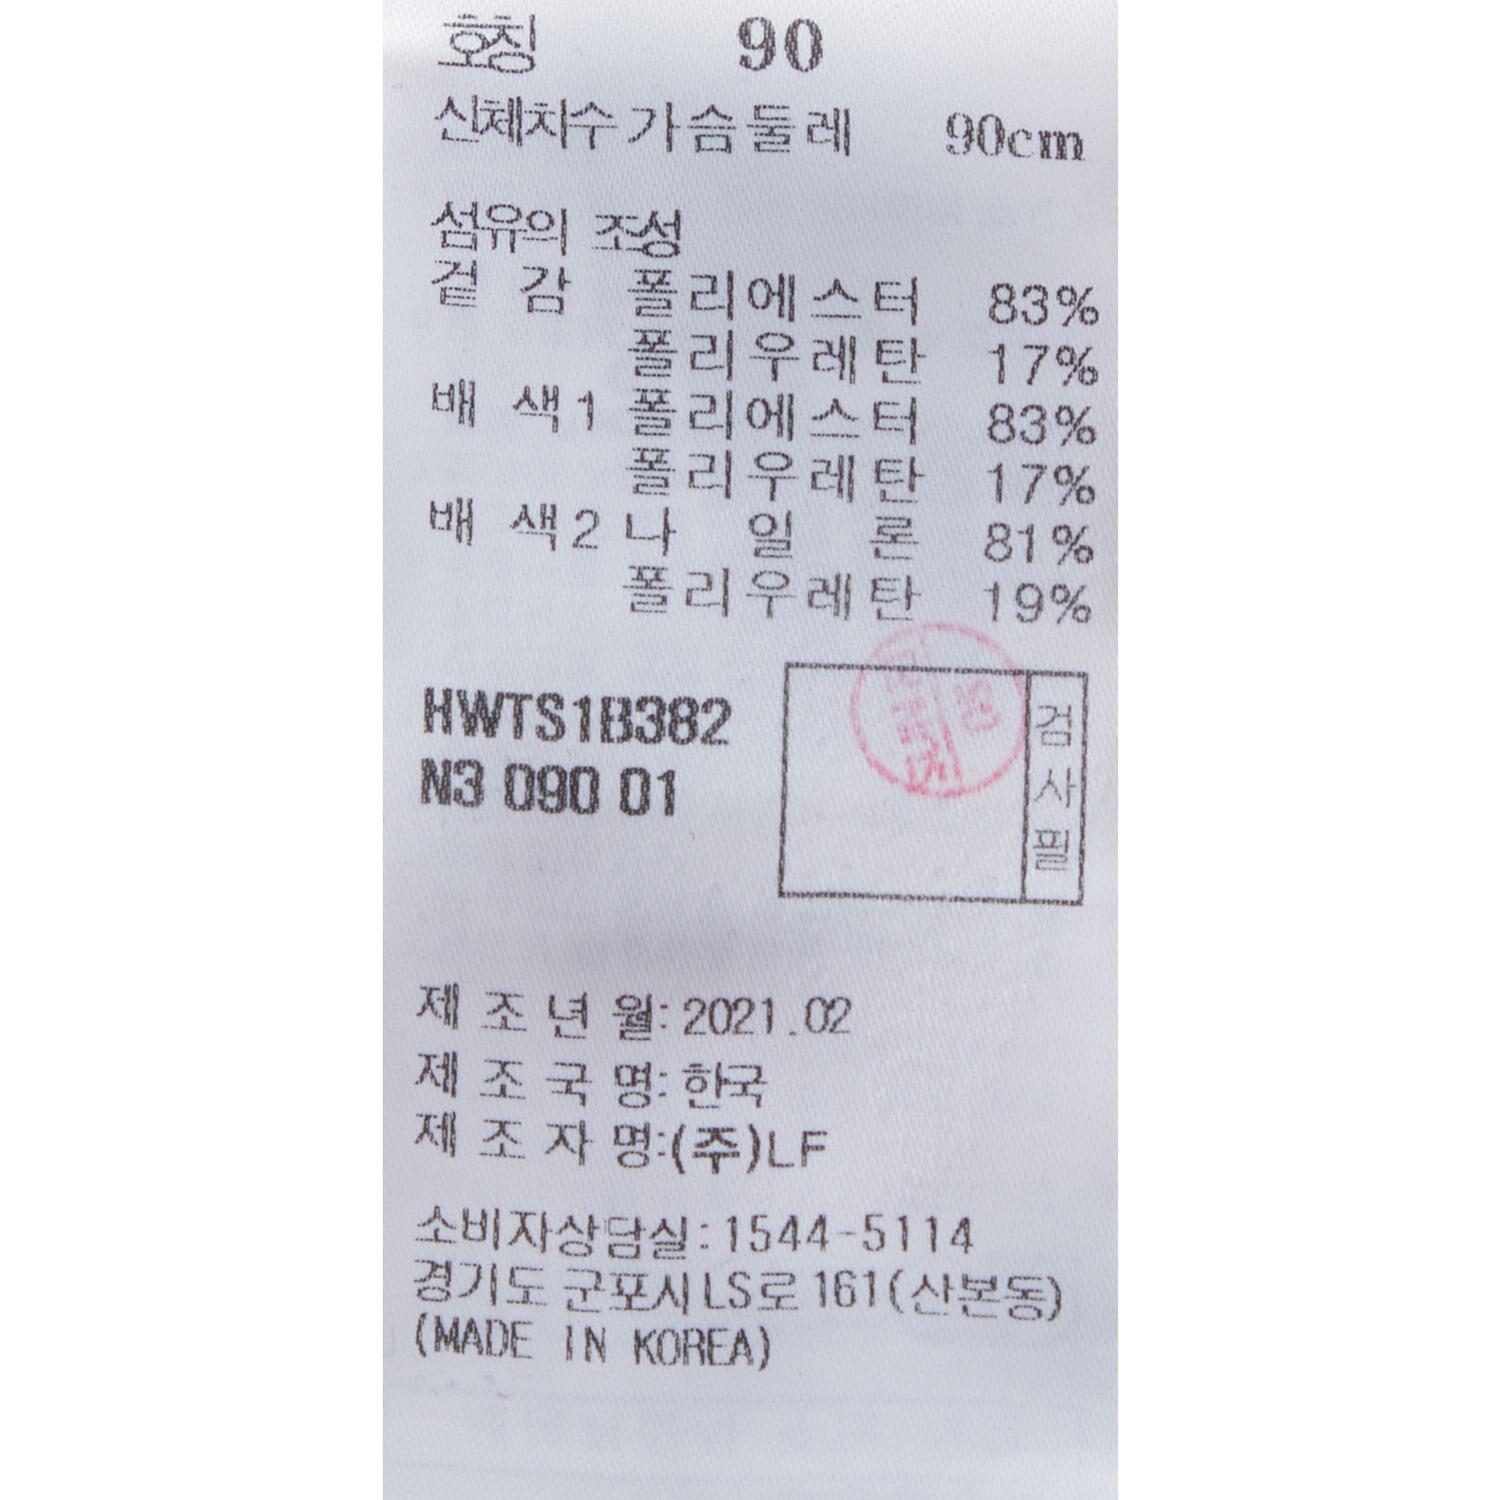 호칭 90
신체치수 가슴둘레 90cm
섬유의 조성
겉 감 폴리에스터 83%
폴리우레탄 17%
배 색1 폴리에스터 83%
폴리우레탄 17%
배 색2 나 일 론 81%
폴리우레탄 19%
HWTS1B382
N3 090 01
검사필
제조년월: 2021.02
제조국명: 한국
제조자명:(주)LF
소비자상담실:1544-5114
경기도 군포시 LS로 161(산본동)
(MADE IN KOREA)